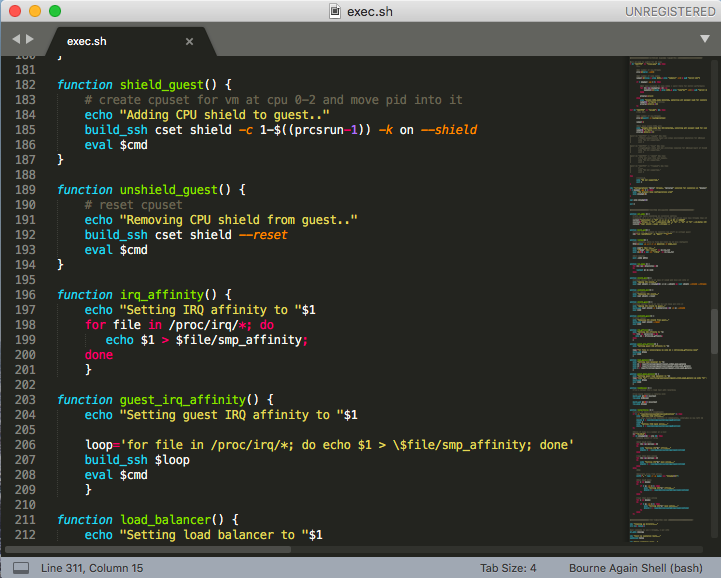 exec.sh
UNREGISTERED
exec.sh ×
180 }
181
182 function shield_guest() {
183 # create cpuset for vm at cpu 0-2 and move pid into it
184 echo "Adding CPU shield to guest.."
185 build_ssh cset shield -c 1-$((prcsrun-1)) -k on --shield
186 eval $cmd
187 }
188
189 function unshield_guest() {
190 # reset cpuset
191 echo "Removing CPU shield from guest.."
192 build_ssh cset shield --reset
193 eval $cmd
194 }
195
196 function irq_affinity() {
197 echo "Setting IRQ affinity to "$1
198 for file in /proc/irq/*; do
199 echo $1 > $file/smp_affinity;
200 done
201 }
202
203 function guest_irq_affinity() {
204 echo "Setting guest IRQ affinity to "$1
205
206 loop='for file in /proc/irq/*; do echo $1 > \$file/smp_affinity; done'
207 build_ssh $loop
208 eval $cmd
209 }
210
211 function load_balancer() {
212 echo "Setting load balancer to "$1
Line 311, Column 15
Tab Size: 4
Bourne Again Shell (bash)